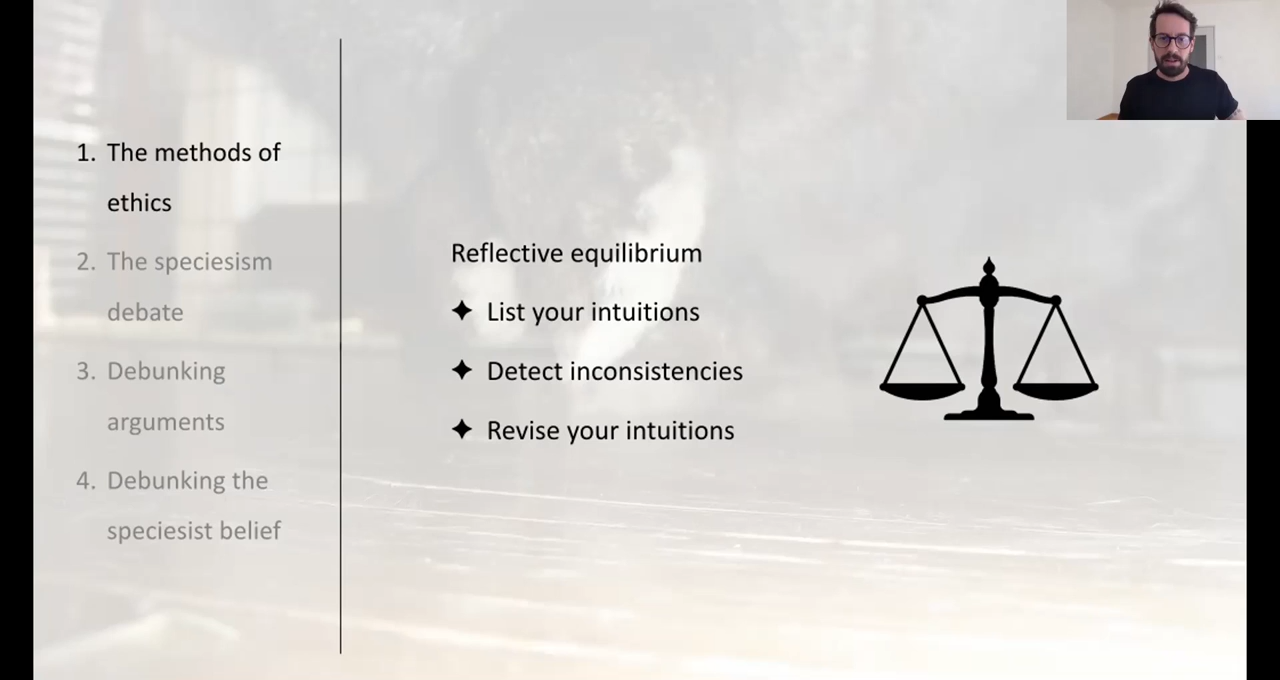 1. The methods of
ethics
2. The speciesism
debate
3. Debunking
arguments
4. Debunking the
speciesist belief
Reflective equilibrium
✦ List your intuitions
✦ Detect inconsistencies
✦ Revise your intuitions